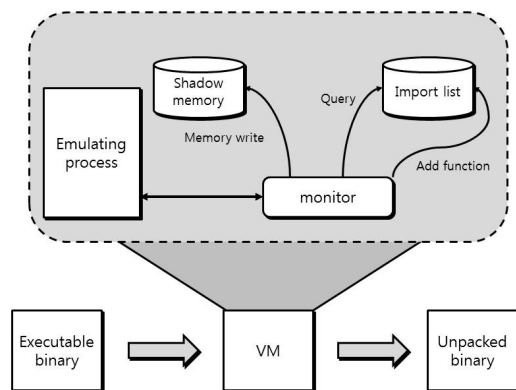 Shadow
memory
Import list
Query
Emulating
process
Memory write
Add function
monitor
Executable
binary
VM
Unpacked
binary